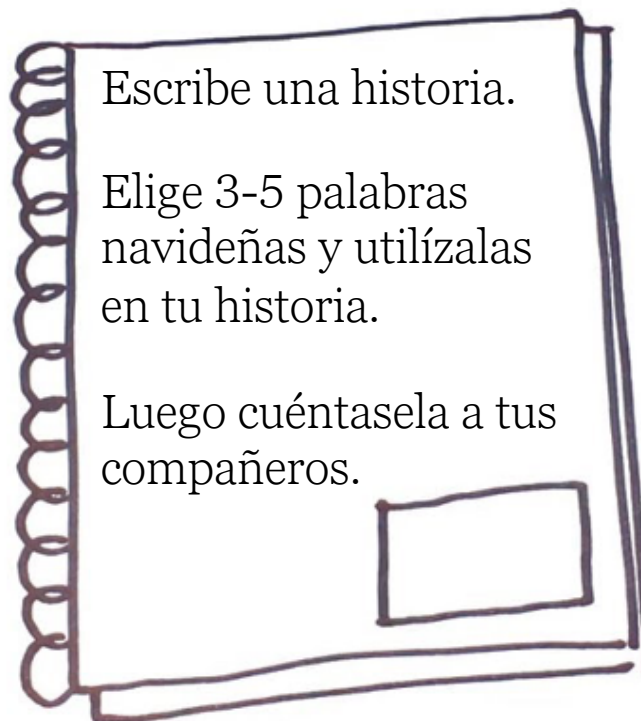 Escribe una historia.
Elige 3-5 palabras
navideñas y utilízalas
en tu historia.
Luego cuéntasela a tus
compañeros.